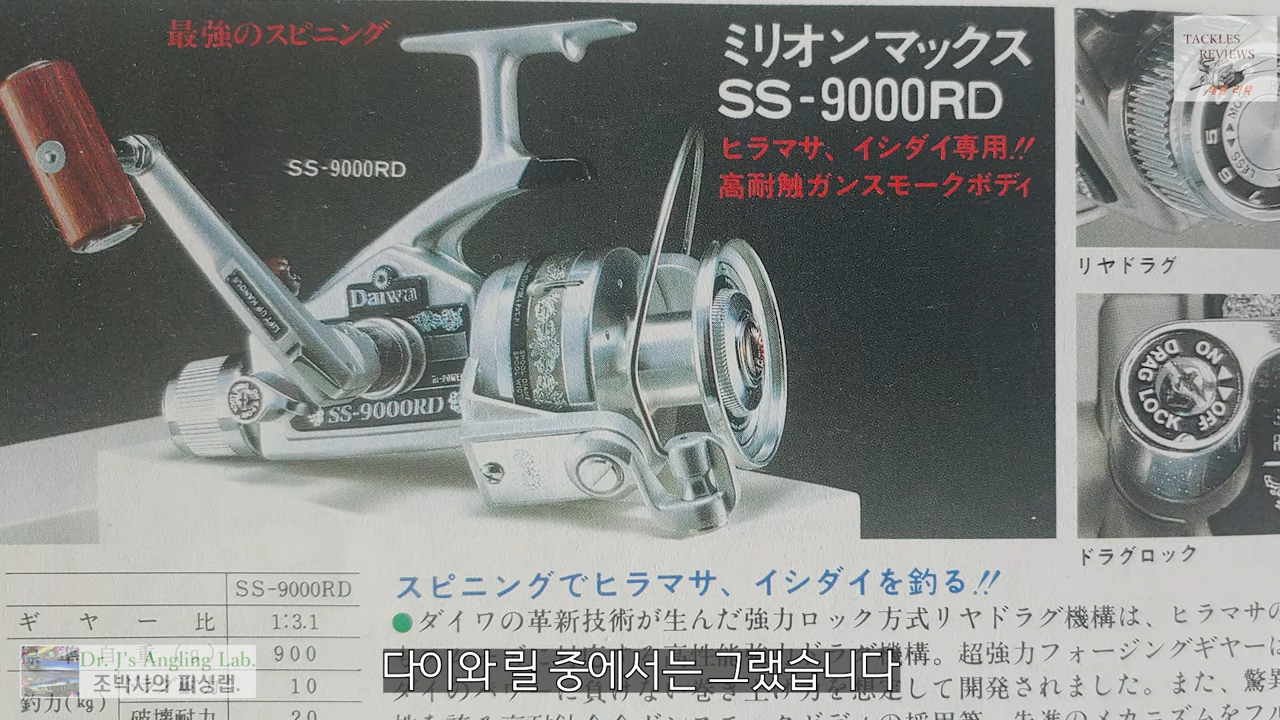 最強のスピニング
ミリオンマックス
SS-9000RD
ヒラマサ、イシダイ専用!!
高耐触ガンスモークボディ
SS-9000RD
TACKLES
REVIEWS
Daiwa
SS-9000RD
リヤドラグ
DRAG
LOCK
ON
OFF
ドラグロック
スピニングでヒラマサ、イシダイを釣る!!
●ダイワの革新技術が生んだ強力ロック方式リヤドラグ機構は、ヒラマサの
機構。超強力フォージングギヤーは
して開発されました。また、驚異
SS-9000RD
ギヤー比 1:3.1
900
釣力(kg) 10
破壊耐力 20
Dr. J's Angling Lab.
조박사의 피싱랩.
다이와 릴 중에서는 그랬습니다